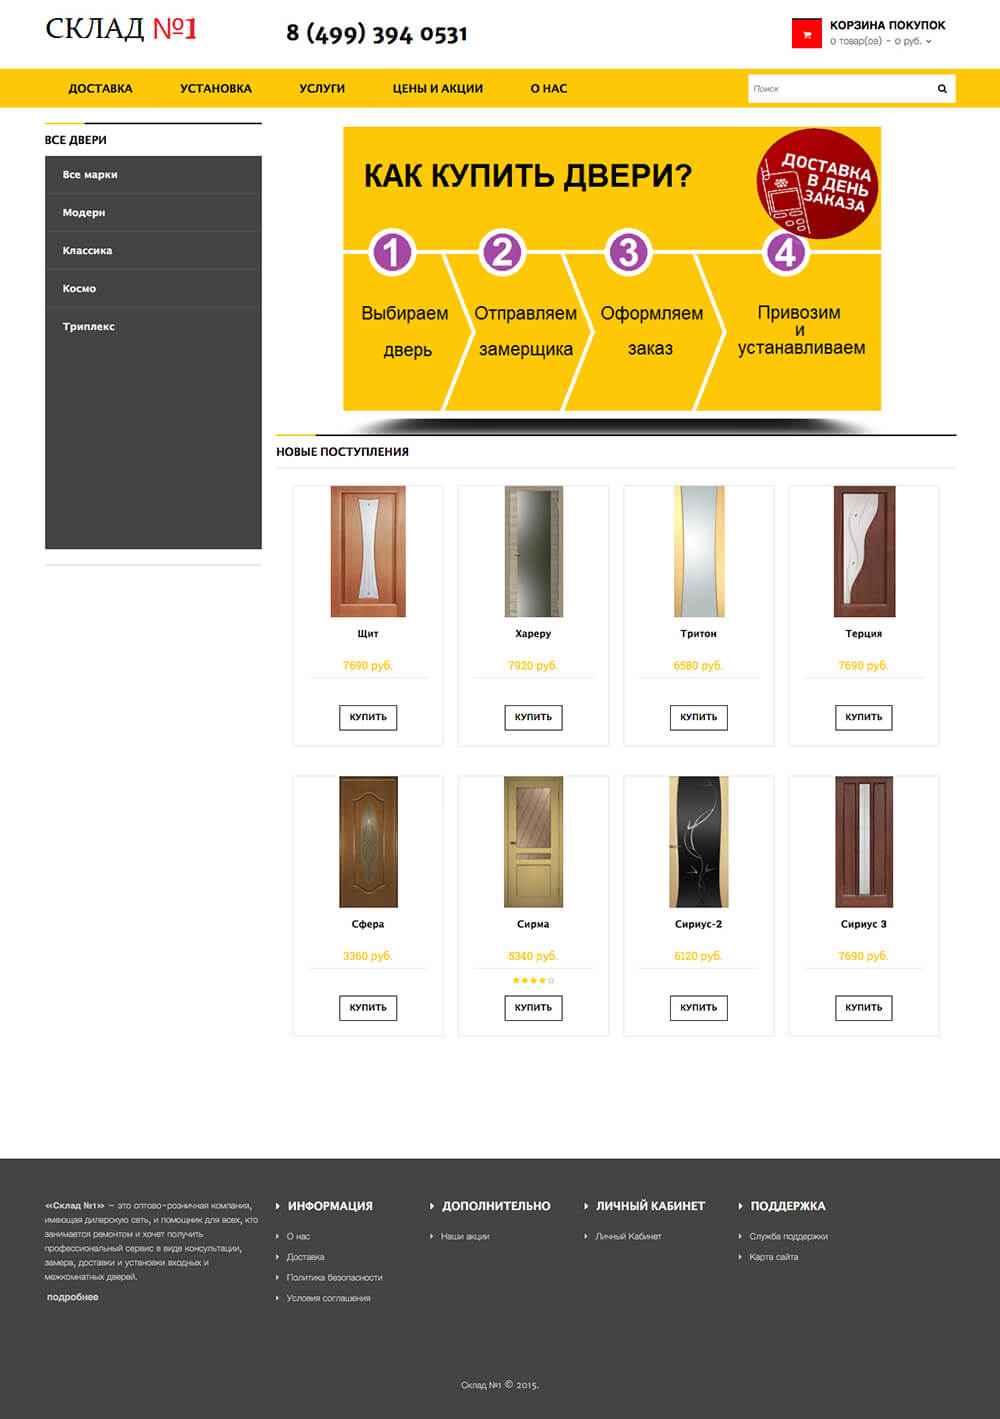 СКЛАД №1
8 (499) 394 0531
КОРЗИНА ПОКУПОК
0 товар(ов) - 0 руб.
ДОСТАВКА УСТАНОВКА УСЛУГИ ЦЕНЫ И АКЦИИ О НАС
Поиск
ВСЕ ДВЕРИ
Все марки
Модерн
Классика
Космо
Триплекс
КАК КУПИТЬ ДВЕРИ?
ДОСТАВКА
В ДЕНЬ
ЗАКАЗА
1 2 3 4
Выбираем
дверь
Отправляем
замерщика
Оформляем
заказ
Привозим
и
устанавливаем
НОВЫЕ ПОСТУПЛЕНИЯ
Щит
7690 руб.
КУПИТЬ
Хареру
7920 руб.
КУПИТЬ
Тритон
6580 руб.
КУПИТЬ
Терция
7690 руб.
КУПИТЬ
Сфера
3360 руб.
КУПИТЬ
Сирма
5340 руб.
КУПИТЬ
Сириус-2
6120 руб.
КУПИТЬ
Сириус 3
7690 руб.
КУПИТЬ
«Склад №1» – это оптово-розничная компания,
имеющая дилерскую сеть, и помощник для всех, кто
занимается ремонтом и хочет получить
профессиональный сервис в виде консультации,
замера, доставки и установки входных и
межкомнатных дверей.
подробнее
ИНФОРМАЦИЯ
О нас
Доставка
Политика безопасности
Условия соглашения
ДОПОЛНИТЕЛЬНО
Наши акции
ЛИЧНЫЙ КАБИНЕТ
Личный Кабинет
ПОДДЕРЖКА
Служба поддержки
Карта сайта
Склад №1 © 2015.